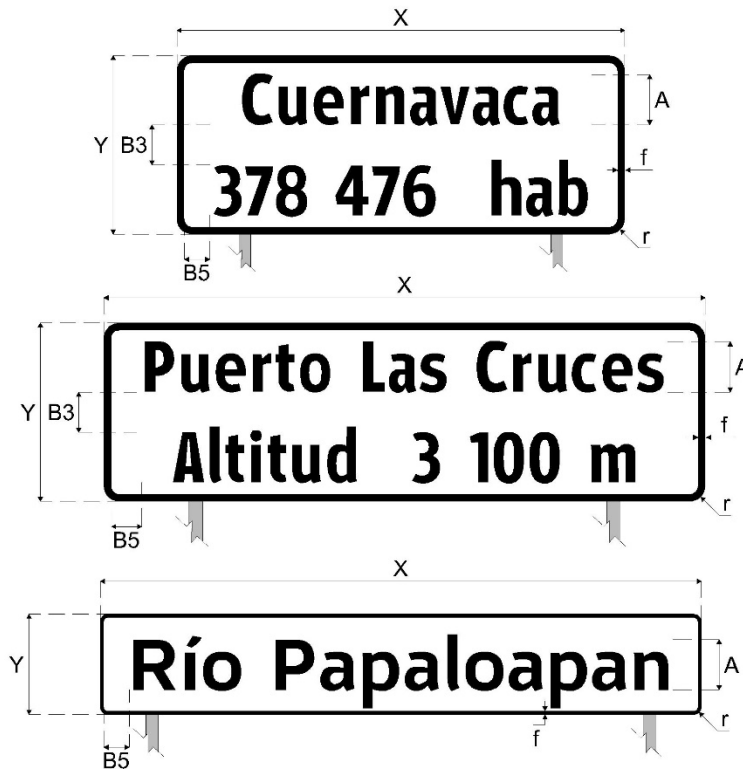 X
Cuernavaca
A
Y
B3
378 476 hab
f
r
B5
X
Puerto Las Cruces
A
Y
B3
Altitud 3 100 m
f
r
B5
X
Río Papaloapan
Y
A
r
f
B5